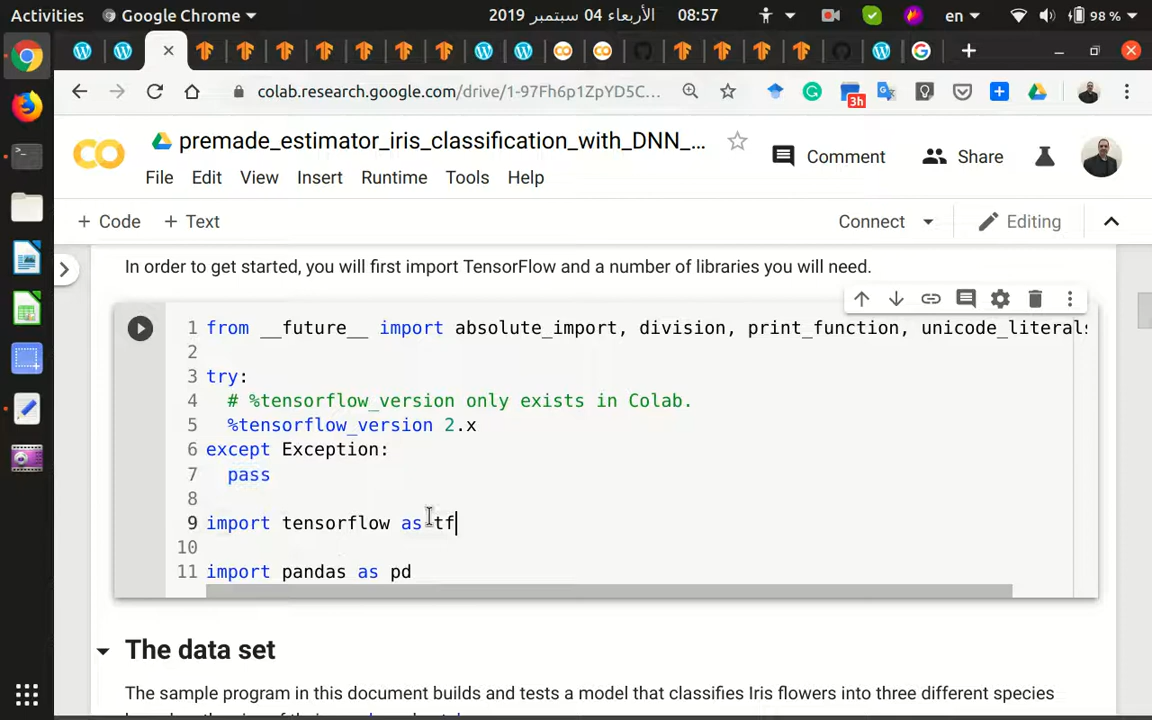 Activities Google Chrome الأربعاء 04 سبتمبر 2019 08:57 en 98 %
colab.research.google.com/drive/1-97Fh6p1ZpYD5C... 3h
premade_estimator_iris_classification_with_DNN_... Comment Share
File Edit View Insert Runtime Tools Help
+ Code + Text Connect Editing
In order to get started, you will first import TensorFlow and a number of libraries you will need.
1 from __future__ import absolute_import, division, print_function, unicode_literals
2
3 try:
4 # %tensorflow_version only exists in Colab.
5 %tensorflow_version 2.x
6 except Exception:
7 pass
8
9 import tensorflow as tf
10
11 import pandas as pd
The data set
The sample program in this document builds and tests a model that classifies Iris flowers into three different species